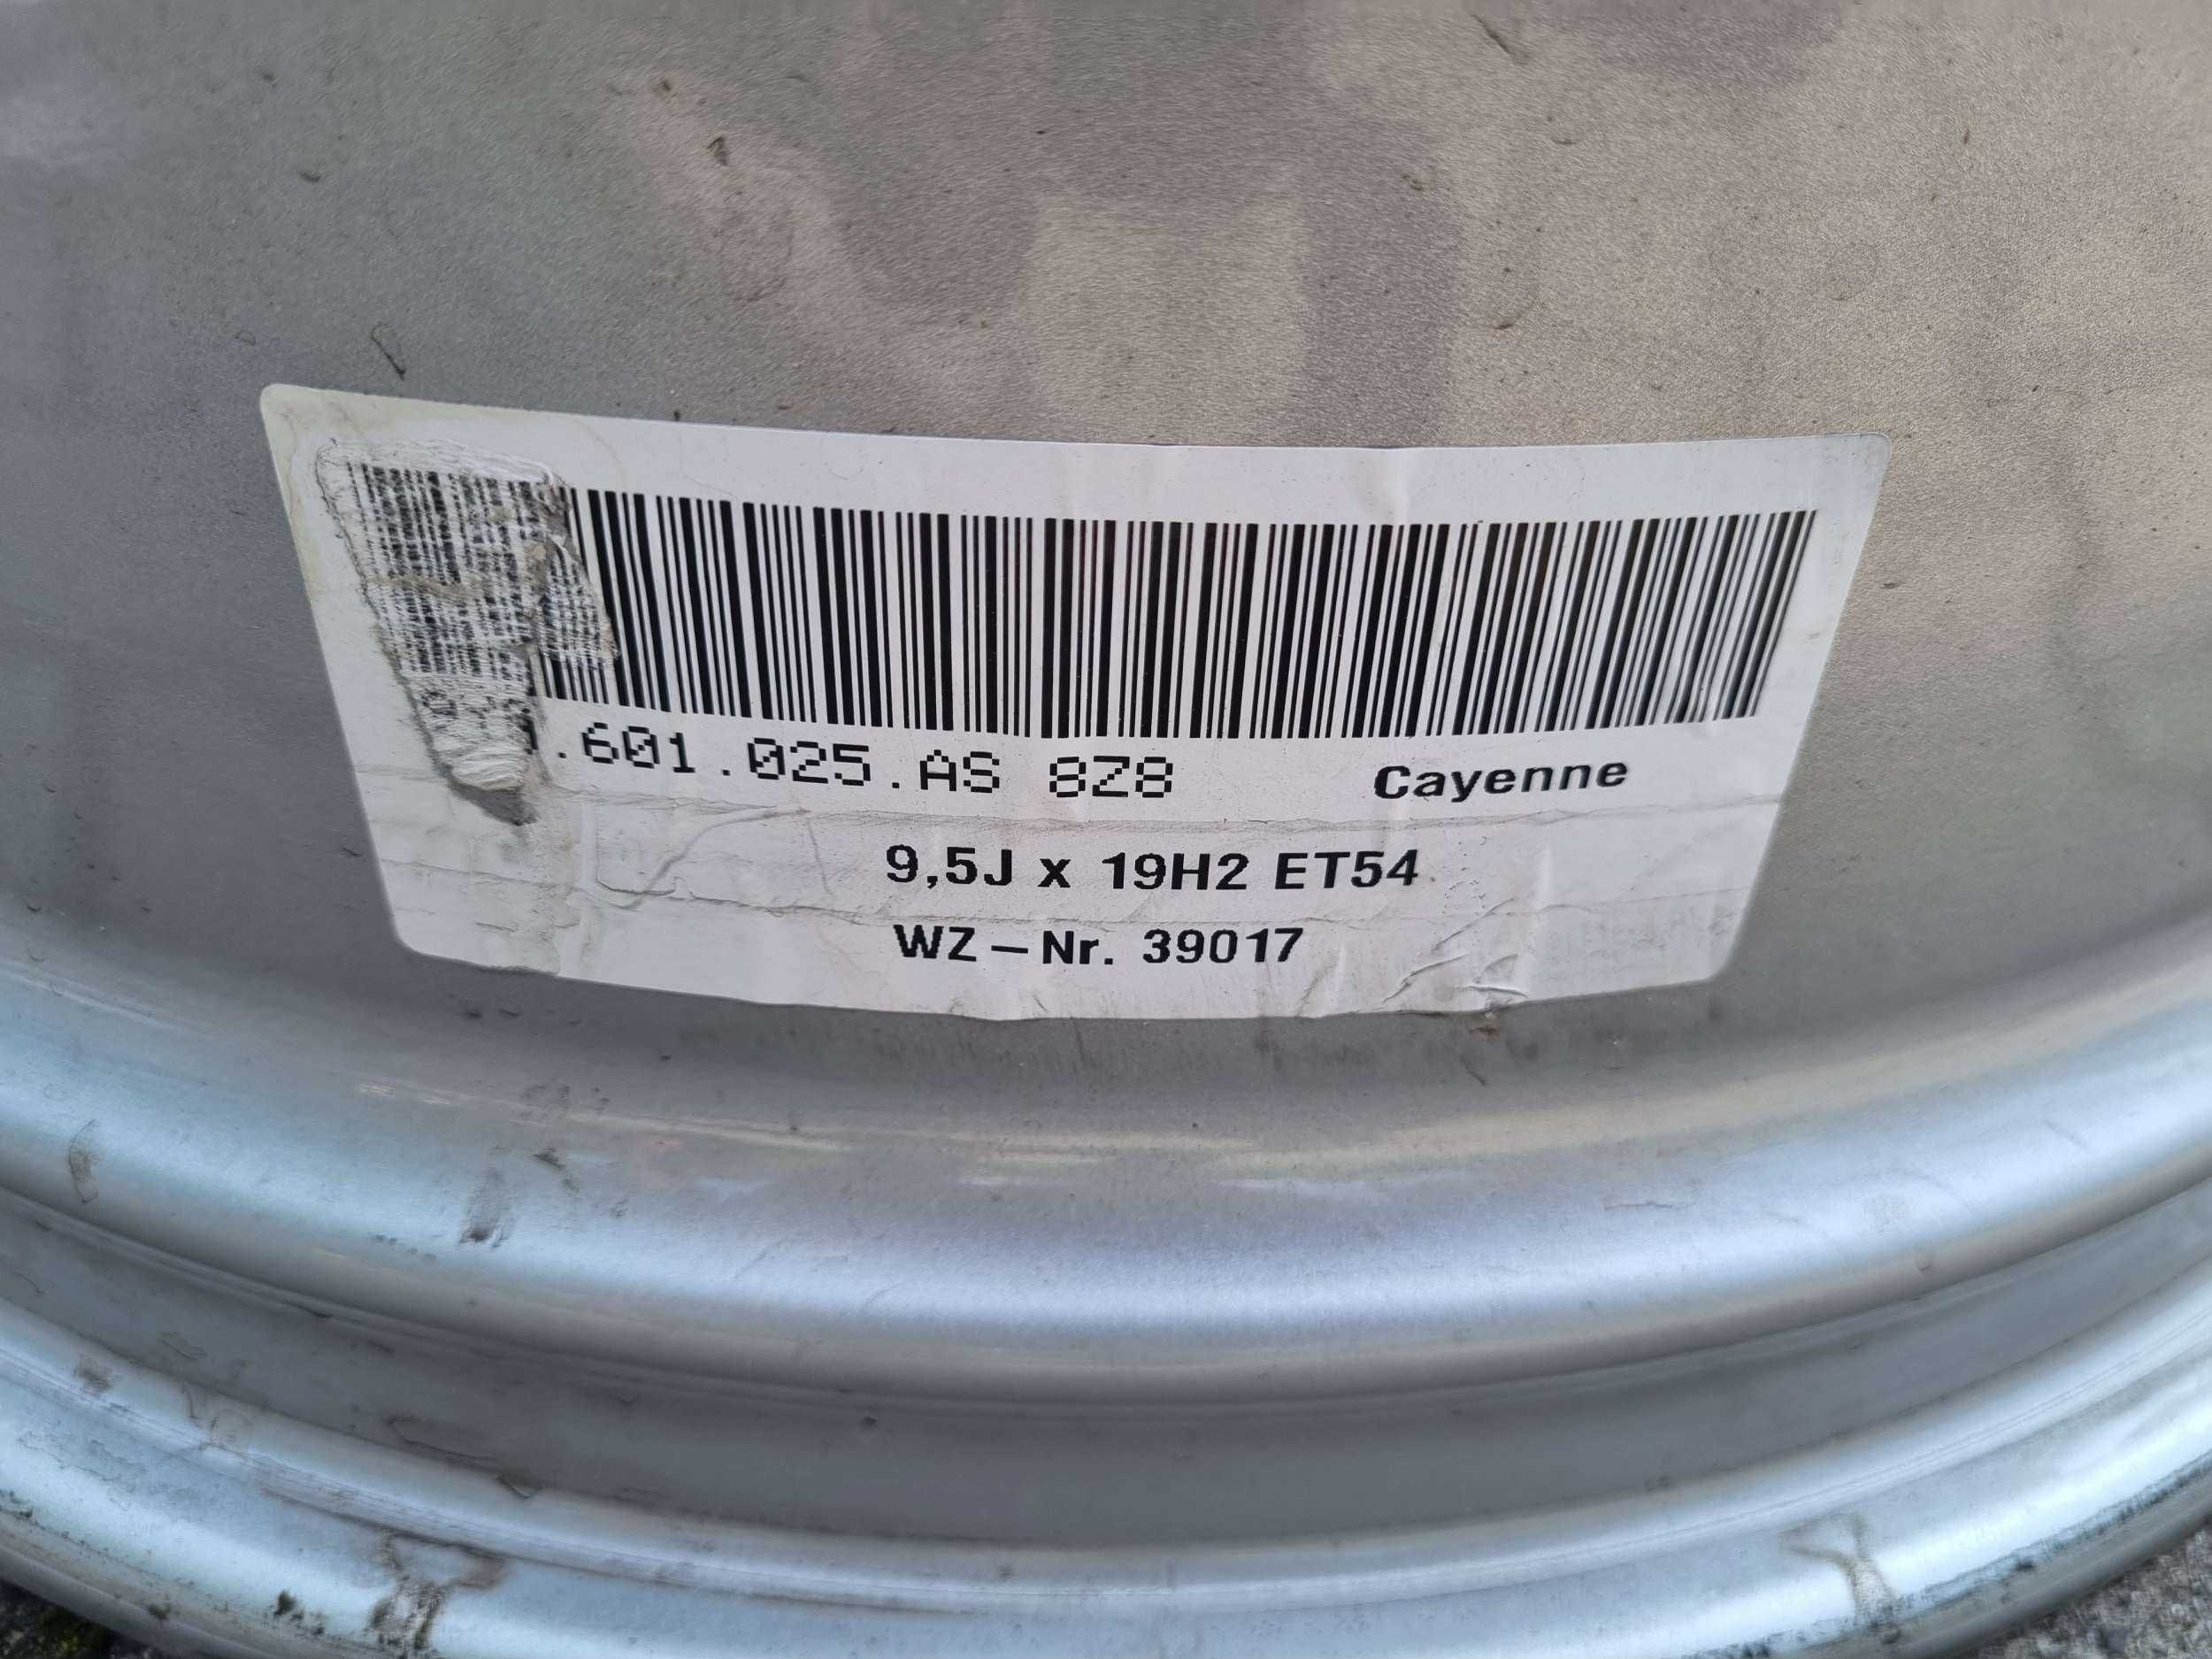 .601.025.AS 8Z8 Cayenne
9,5J x 19H2 ET54
WZ-Nr. 39017